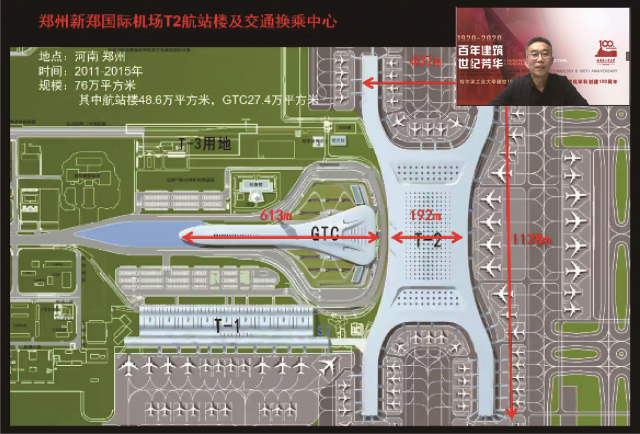 郑州新郑国际机场T2航站楼及交通换乘中心
地点：河南 郑州
时间：2011-2015年
规模：76万平方米
其中航站楼48.6万平方米，GTC27.4万平方米
1920-2020
百年建筑
世纪芳华
100
T-3用地
613m
GTC
192m
T-2
1128m
T-1